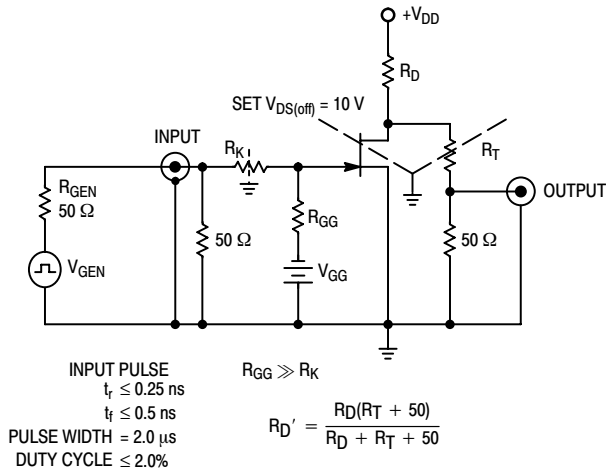 +VDD
RD
SET VDS(off) = 10 V
INPUT
RK
RT
RGEN
50 Ω
OUTPUT
RGG
50 Ω
50 Ω
VGEN
VGG
INPUT PULSE
tr ≤ 0.25 ns
tf ≤ 0.5 ns
PULSE WIDTH = 2.0 μs
DUTY CYCLE ≤ 2.0%
RGG ≫ RK
RD′ = RD(RT + 50) / RD + RT + 50